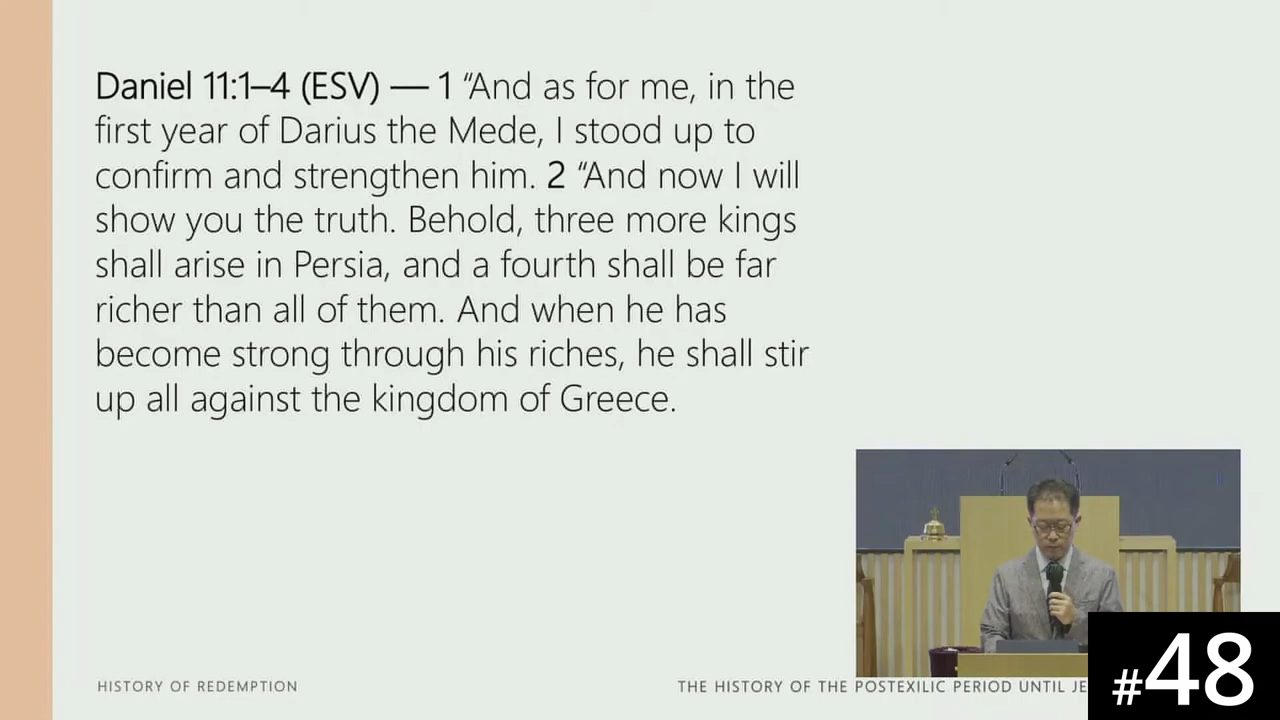 Daniel 11:1–4 (ESV) — 1 “And as for me, in the
first year of Darius the Mede, I stood up to
confirm and strengthen him. 2 “And now I will
show you the truth. Behold, three more kings
shall arise in Persia, and a fourth shall be far
richer than all of them. And when he has
become strong through his riches, he shall stir
up all against the kingdom of Greece.
HISTORY OF REDEMPTION
THE HISTORY OF THE POSTEXILIC PERIOD UNTIL JE
#48